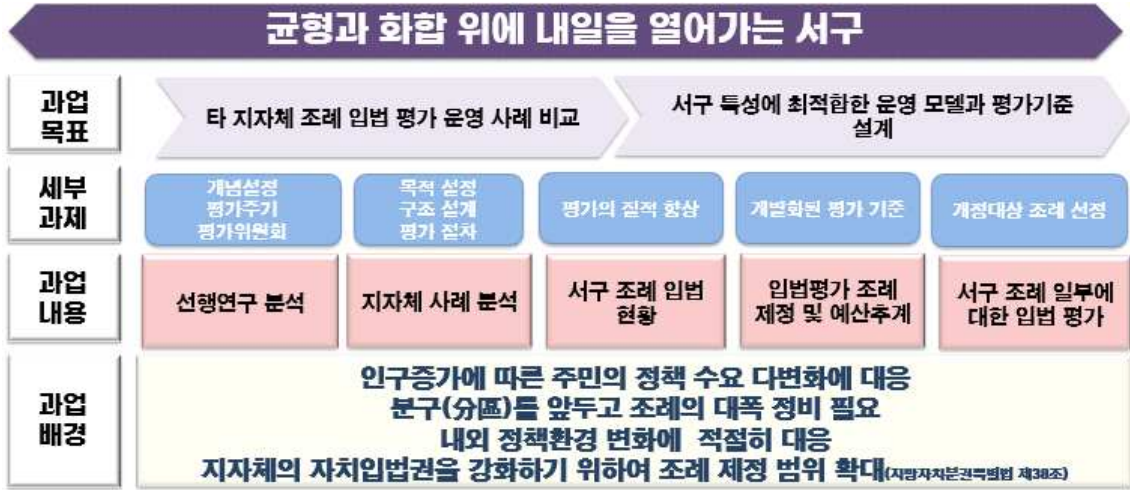 균형과 화합 위에 내일을 열어가는 서구
과업
목표
타 지자체 조례 입법 평가 운영 사례 비교
서구 특성에 최적합한 운영 모델과 평가기준
설계
세부
과제
개념설정
평가주기
평가위원회
목적 설정
구조 설계
평가 절차
평가의 질적 향상
개별화된 평가 기준
개정대상 조례 선정
과업
내용
선행연구 분석
지자체 사례 분석
서구 조례 입법
현황
입법평가 조례
제정 및 예산추계
서구 조례 일부에
대한 입법 평가
과업
배경
인구증가에 따른 주민의 정책 수요 다변화에 대응
분구(分區)를 앞두고 조례의 대폭 정비 필요
내외 정책환경 변화에 적절히 대응
지자체의 자치입법권을 강화하기 위하여 조례 제정 범위 확대(지방자치분권특별법 제38조)